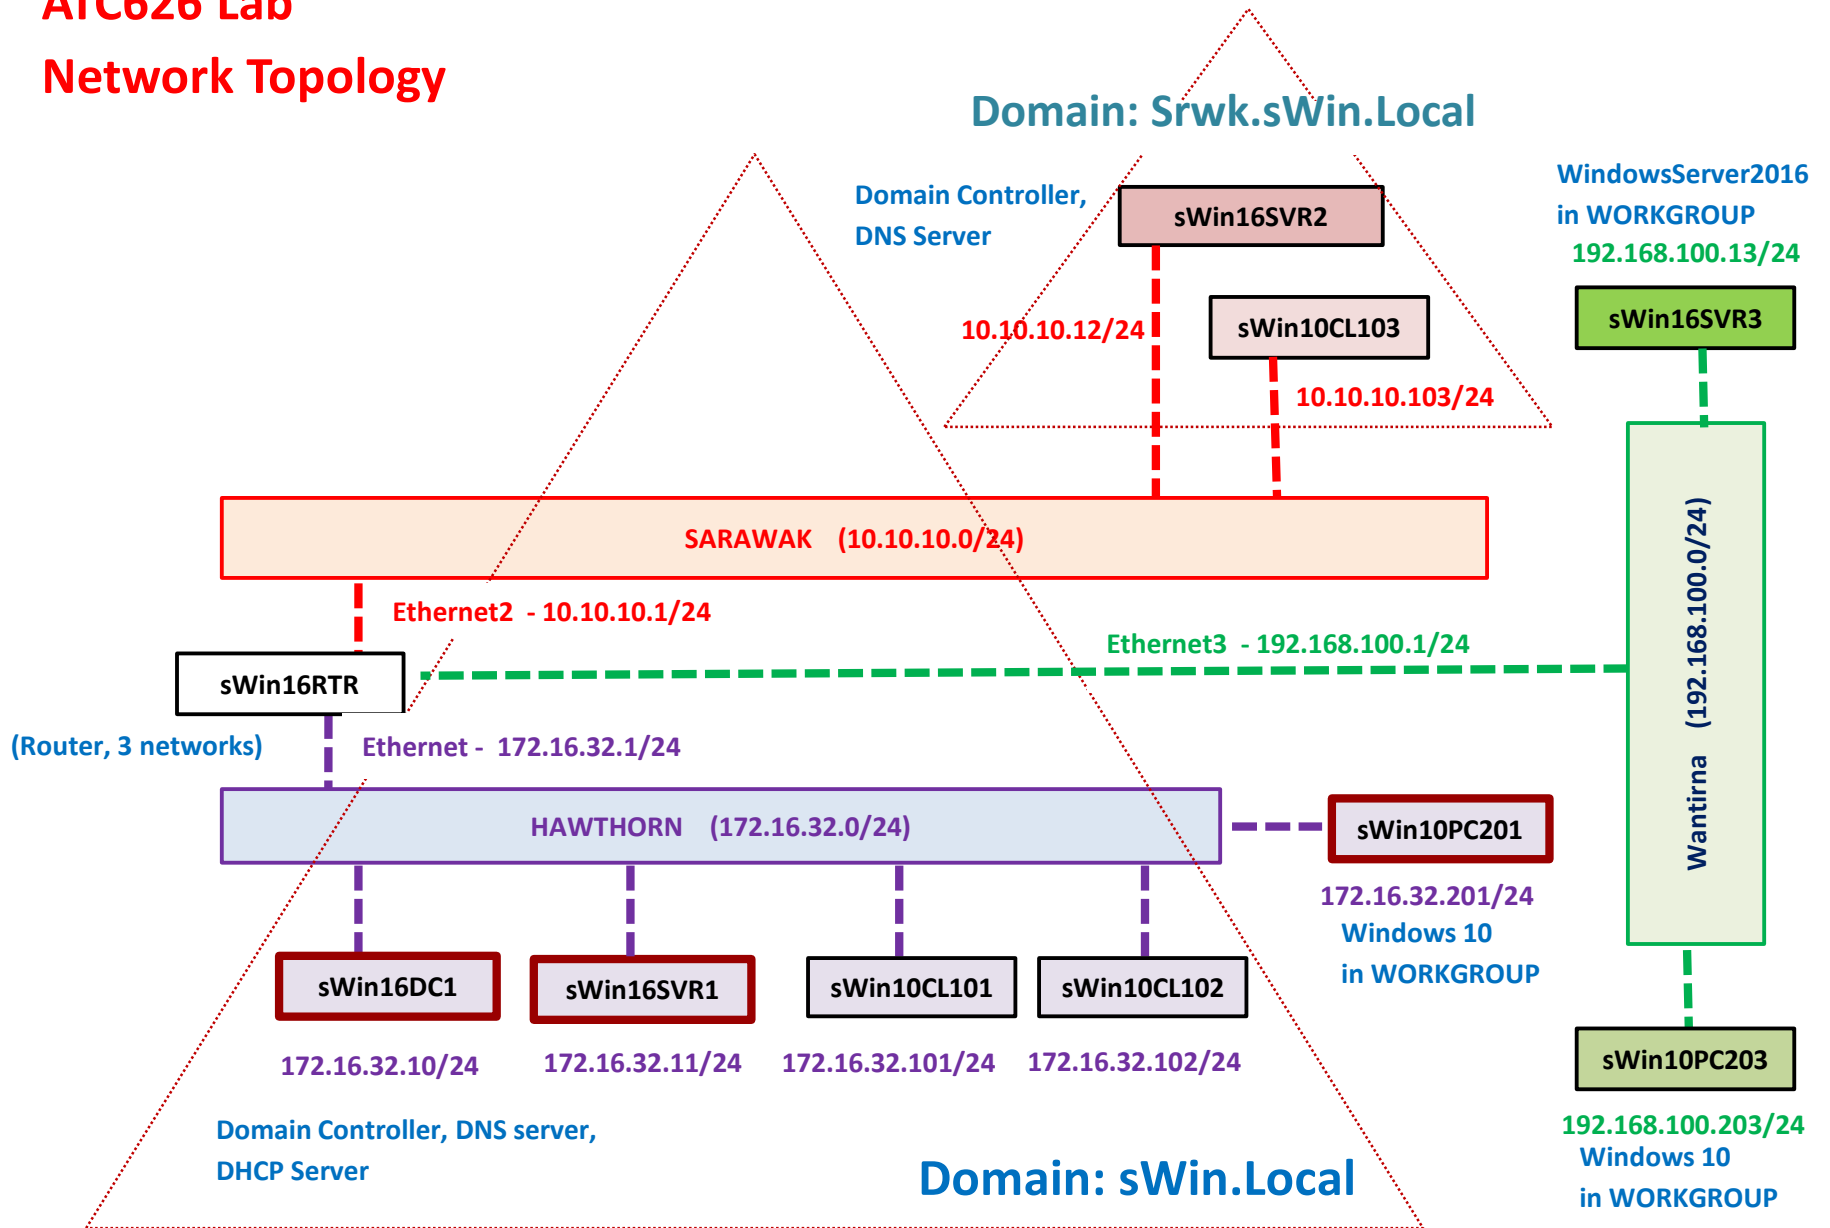 ATC626 Lab
Network Topology
Domain: Srwk.sWin.Local
Domain Controller,
DNS Server
sWin16SVR2
WindowsServer2016
in WORKGROUP
192.168.100.13/24
sWin16SVR3
10.10.10.12/24
sWin10CL103
10.10.10.103/24
SARAWAK (10.10.10.0/24)
Wantirna (192.168.100.0/24)
Ethernet2 - 10.10.10.1/24
Ethernet3 - 192.168.100.1/24
sWin16RTR
(Router, 3 networks)
Ethernet - 172.16.32.1/24
HAWTHORN (172.16.32.0/24)
sWin10PC201
172.16.32.201/24
Windows 10
in WORKGROUP
sWin16DC1
sWin16SVR1
sWin10CL101
sWin10CL102
172.16.32.10/24
172.16.32.11/24
172.16.32.101/24
172.16.32.102/24
sWin10PC203
192.168.100.203/24
Windows 10
in WORKGROUP
Domain Controller, DNS server,
DHCP Server
Domain: sWin.Local